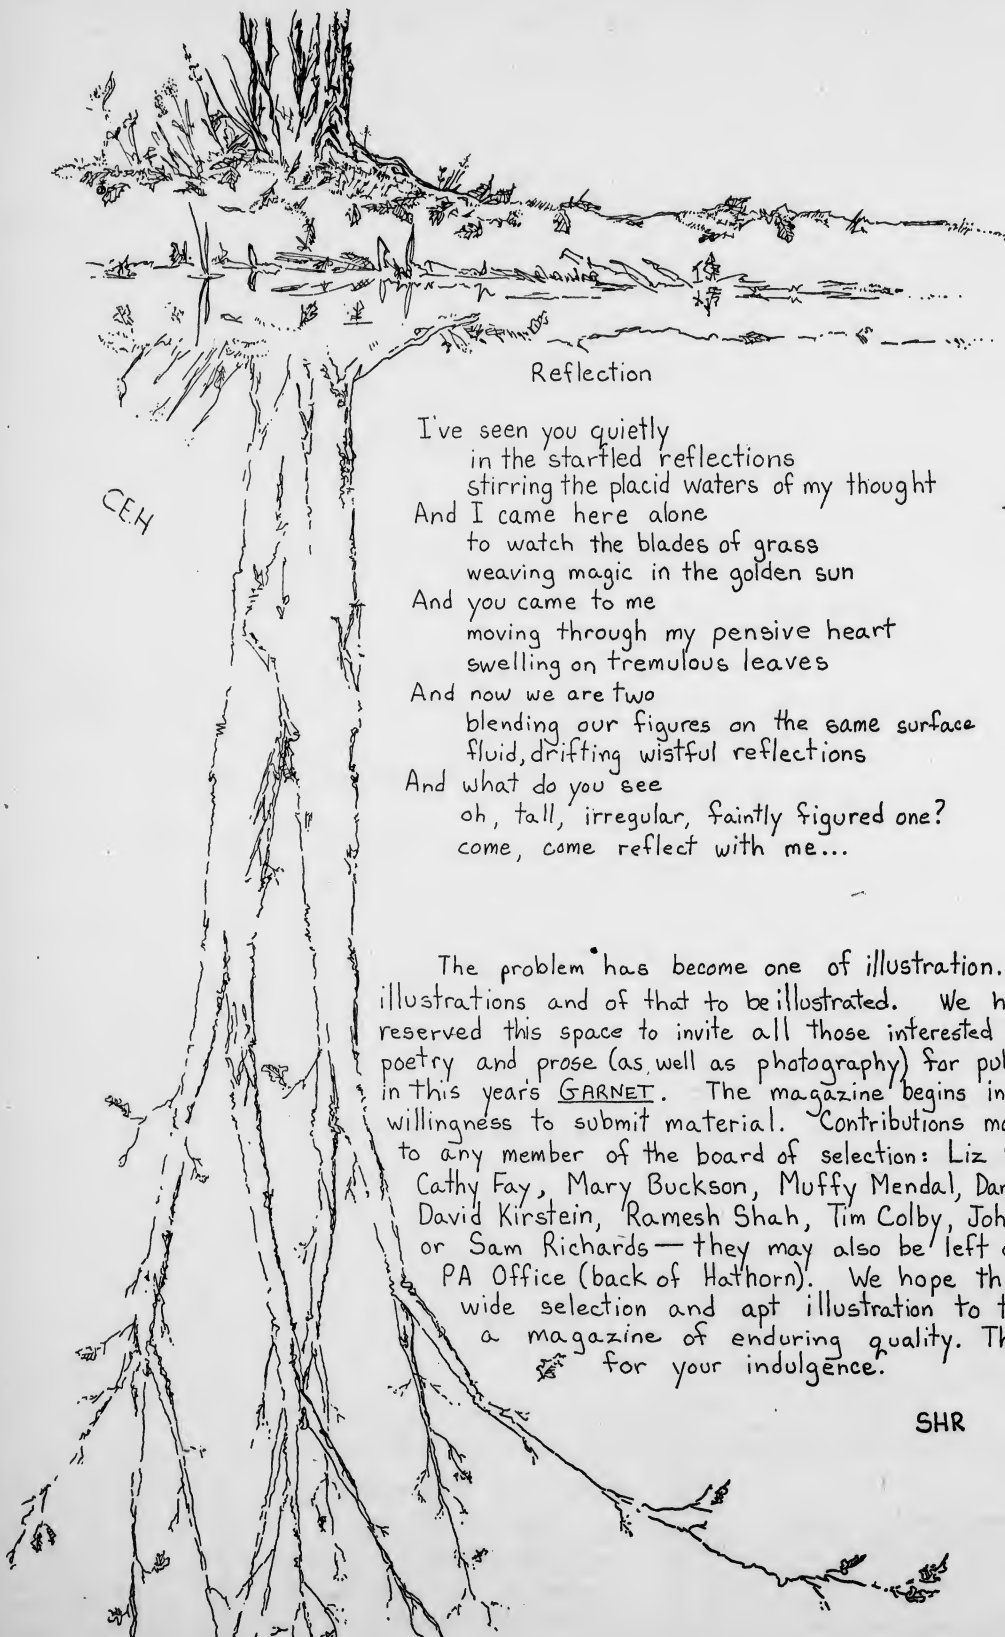 Reflection
I've seen you quietly
in the startled reflections
stirring the placid waters of my thought
And I came here alone
to watch the blades of grass
weaving magic in the golden sun
And you came to me
moving through my pensive heart
swelling on tremulous leaves
And now we are two
blending our figures on the same surface
fluid, drifting wistful reflections
And what do you see
oh, tall, irregular, faintly figured one?
come, come reflect with me...
CEH
The problem has become one of illustration.
illustrations and of that to be illustrated. We h
reserved this space to invite all those interested
poetry and prose (as well as photography) for pu
in this year's GARNET. The magazine begins in
willingness to submit material. Contributions m
to any member of the board of selection: Liz
Cathy Fay, Mary Buckson, Muffy Mendal, Da
David Kirstein, Ramesh Shah, Tim Colby, Joh
or Sam Richards — they may also be left
PA Office (back of Hathorn). We hope th
wide selection and apt illustration to t
a magazine of enduring quality. Th
for your indulgence.
SHR